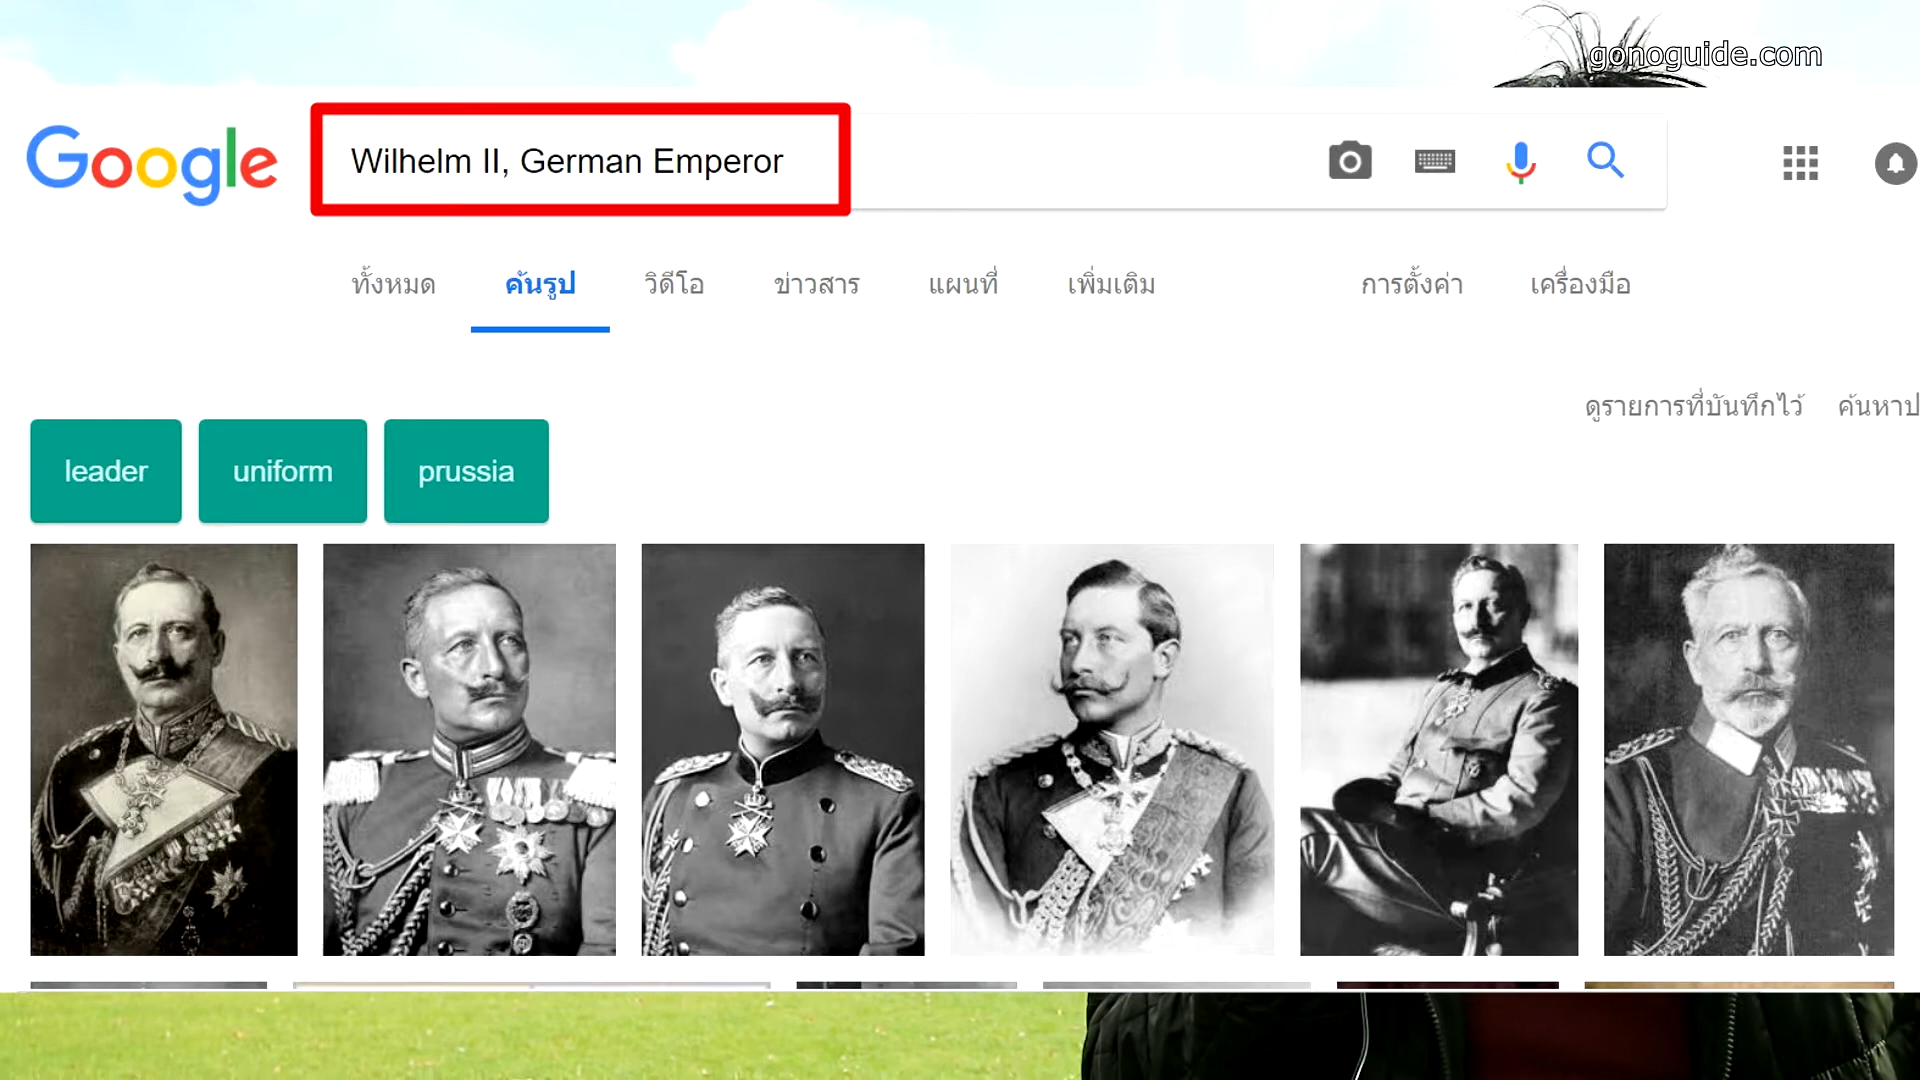 gonoguide.com
Google
Wilhelm II, German Emperor
ทั้งหมด ค้นรูป วิดีโอ ข่าวสาร แผนที่ เพิ่มเติม การตั้งค่า เครื่องมือ
ดูรายการที่บันทึกไว้ ค้นหาป
leader uniform prussia